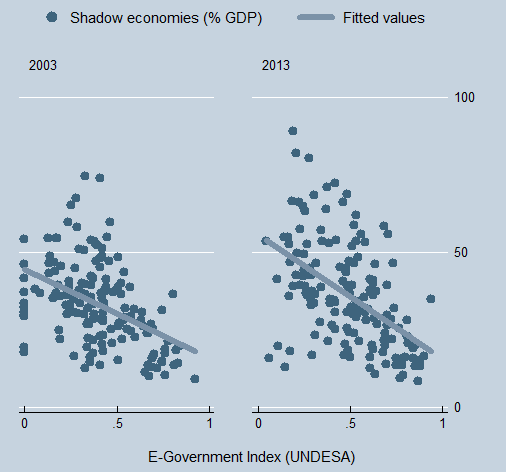 Shadow economies (% GDP) Fitted values
2003 2013
100
50
0
0 .5 1 0 .5 1
E-Government Index (UNDESA)